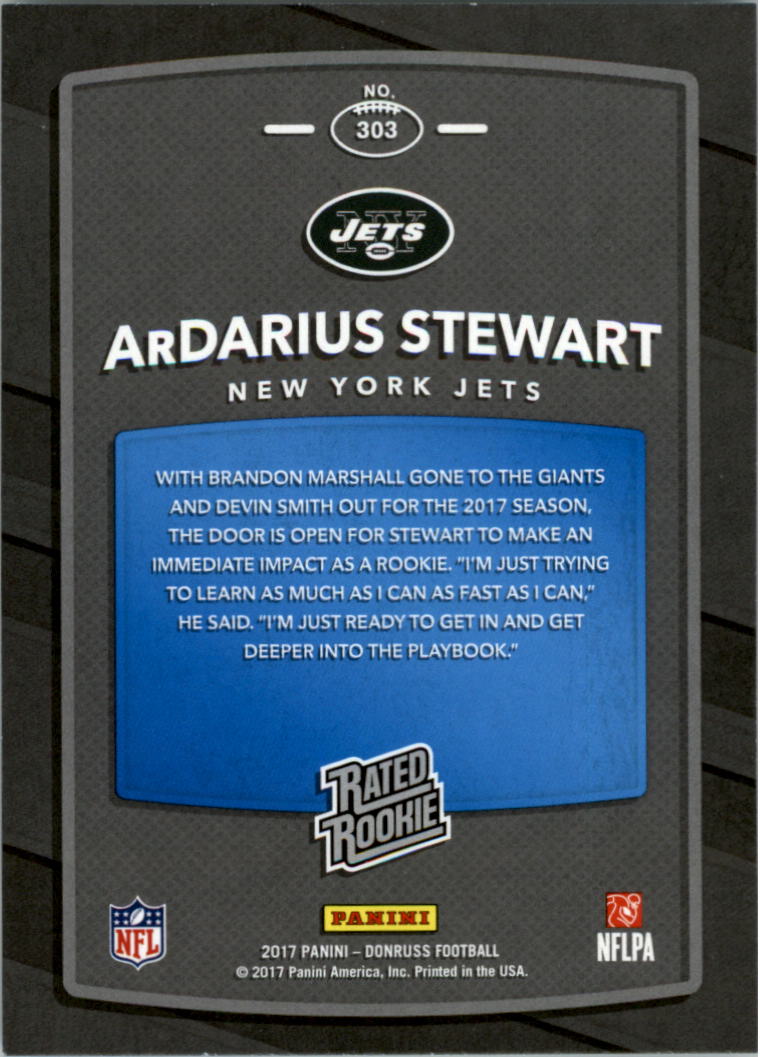 NO.
303
NY
JETS
ARDARIUS STEWART
NEW YORK JETS
WITH BRANDON MARSHALL GONE TO THE GIANTS
AND DEVIN SMITH OUT FOR THE 2017 SEASON,
THE DOOR IS OPEN FOR STEWART TO MAKE AN
IMMEDIATE IMPACT AS A ROOKIE. "I'M JUST TRYING
TO LEARN AS MUCH AS I CAN AS FAST AS I CAN,"
HE SAID. "I'M JUST READY TO GET IN AND GET
DEEPER INTO THE PLAYBOOK."
RATED
ROOKIE
NFL
PANINI
NFLPA
2017 PANINI – DONRUSS FOOTBALL
© 2017 Panini America, Inc. Printed in the USA.